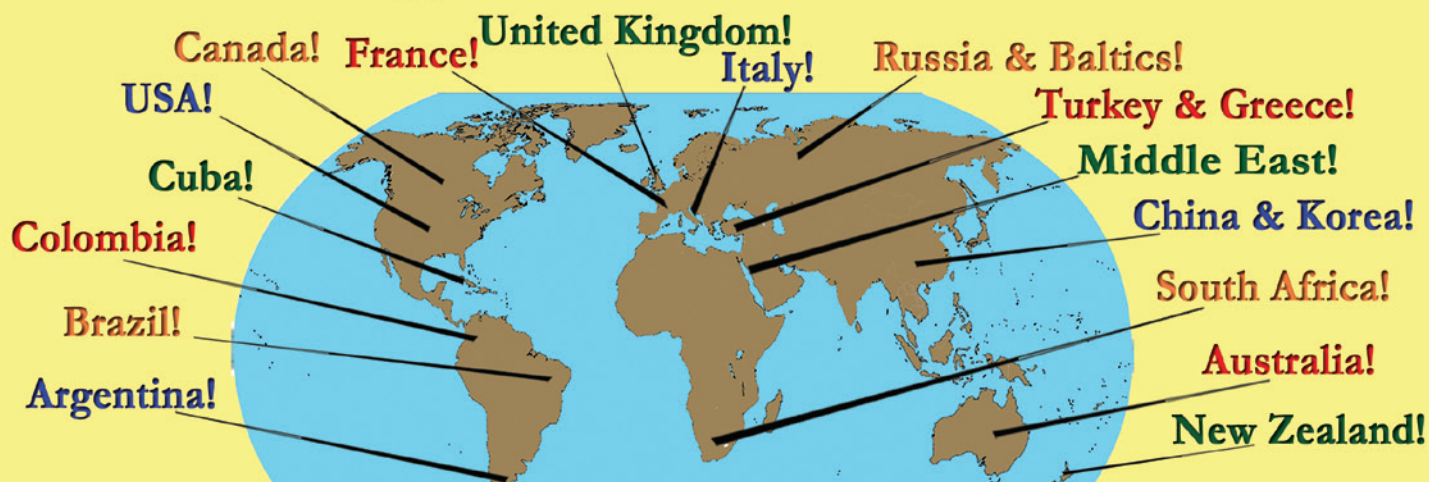 United Kingdom!
Canada!
France!
Italy!
Russia & Baltics!
USA!
Turkey & Greece!
Cuba!
Middle East!
Colombia!
China & Korea!
Brazil!
South Africa!
Argentina!
Australia!
New Zealand!